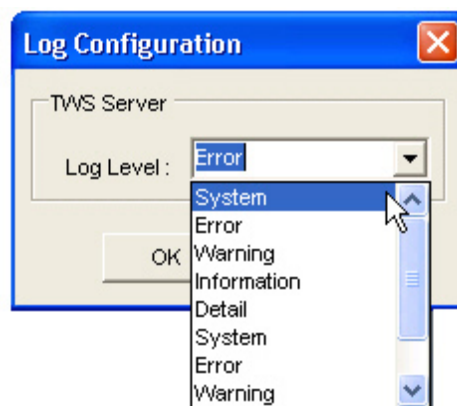 Log Configuration
TWS Server
Log Level :
Error
System
Error
Warning
Information
Detail
System
Error
Warning
OK